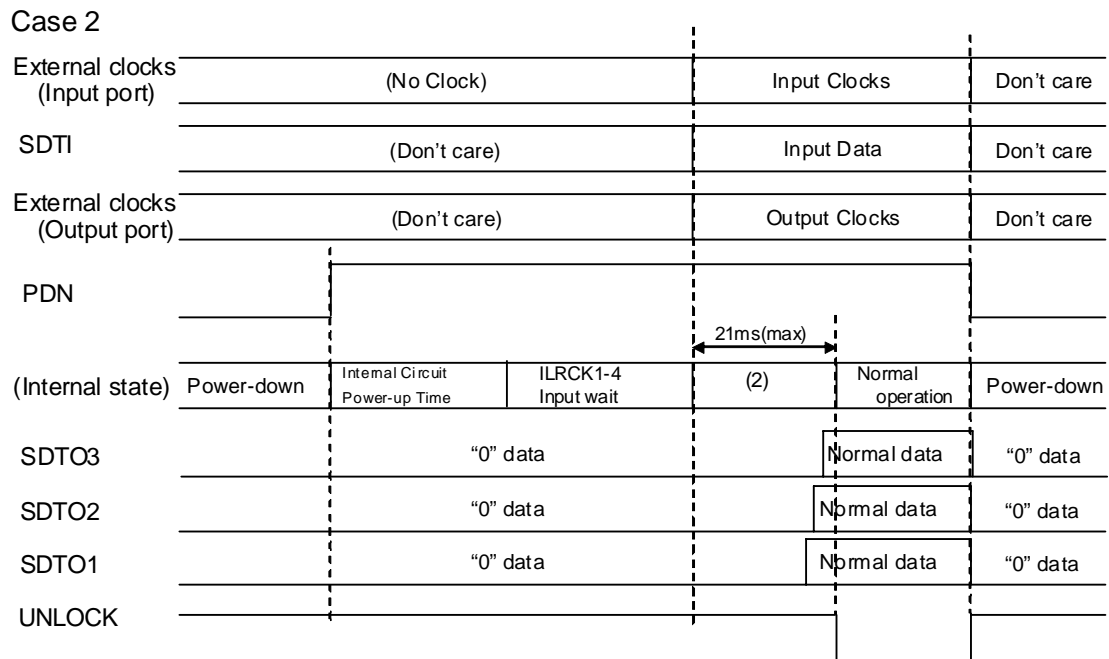 Case 2
External clocks
(Input port)
(No Clock)
Input Clocks
Don't care
SDTI
(Don't care)
Input Data
Don't care
External clocks
(Output port)
(Don't care)
Output Clocks
Don't care
PDN
21ms(max)
(Internal state)
Power-down
Internal Circuit
Power-up Time
ILRCK1-4
Input wait
(2)
Normal
operation
Power-down
SDTO3
“0” data
Normal data
“0” data
SDTO2
“0” data
Normal data
“0” data
SDTO1
“0” data
Normal data
“0” data
UNLOCK